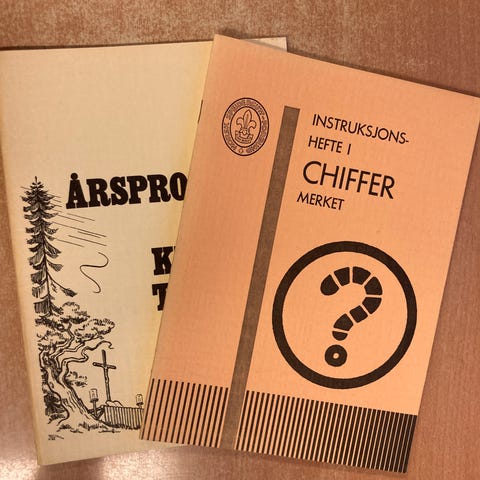 ÅRSPRO
K
T
INSTRUKSJONS-
HEFTE I
CHIFFER
MERKET